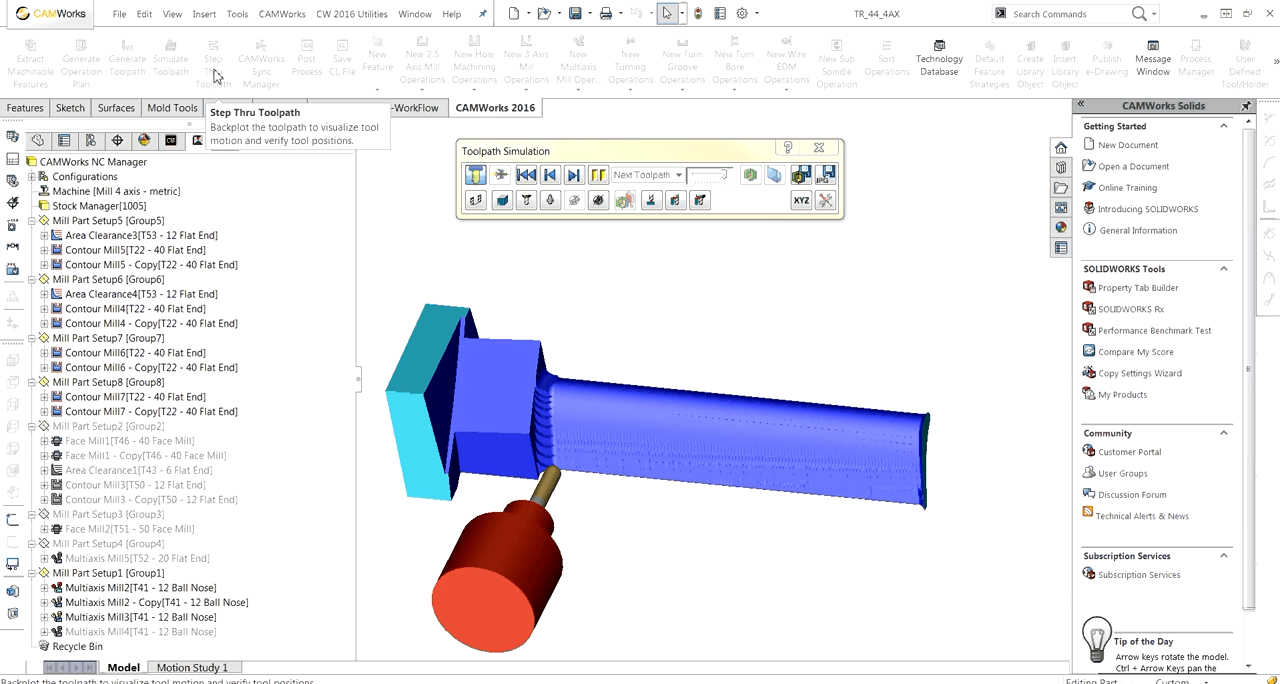 CAMWorks File Edit View Insert Tools CAMWorks CW 2016 Utilities Window Help TR_44_4AX Search Commands
Extract Machinable Features
Generate Operation Plan
Generate Toolpath
Simulate Toolpath
Step Thru Toolpath
CAMWorks Sync Manager
Post Process
Save CL File
New Feature
New 2.5 Axis Mill Operations
New Hole Machining Operations
New 3 Axis Mill Operations
New Multiaxis Mill Oper...
New Turning Operations
New Turn Groove Operations
New Turn Bore Operations
New Wire EDM Operations
New Sub Spindle Operation
Sort Operations
Technology Database
Default Feature Strategies
Create Library Object
Insert Library Object
Publish e-Drawing
Message Window
Process Manager
User Defined Tool/Holder
Features Sketch Surfaces Mold Tools -WorkFlow CAMWorks 2016
Step Thru Toolpath
Backplot the toolpath to visualize tool
motion and verify tool positions.
CAMWorks NC Manager
Configurations
Machine [Mill 4 axis - metric]
Stock Manager[1005]
Mill Part Setup5 [Group5]
Area Clearance3[T53 - 12 Flat End]
Contour Mill5[T22 - 40 Flat End]
Contour Mill5 - Copy[T22 - 40 Flat End]
Mill Part Setup6 [Group6]
Area Clearance4[T53 - 12 Flat End]
Contour Mill4[T22 - 40 Flat End]
Contour Mill4 - Copy[T22 - 40 Flat End]
Mill Part Setup7 [Group7]
Contour Mill6[T22 - 40 Flat End]
Contour Mill6 - Copy[T22 - 40 Flat End]
Mill Part Setup8 [Group8]
Contour Mill7[T22 - 40 Flat End]
Contour Mill7 - Copy[T22 - 40 Flat End]
Mill Part Setup2 [Group2]
Face Mill1[T46 - 40 Face Mill]
Face Mill1 - Copy[T46 - 40 Face Mill]
Area Clearance1[T43 - 6 Flat End]
Contour Mill3[T50 - 12 Flat End]
Contour Mill3 - Copy[T50 - 12 Flat End]
Mill Part Setup3 [Group3]
Face Mill2[T51 - 50 Face Mill]
Mill Part Setup4 [Group4]
Multiaxis Mill5[T52 - 20 Flat End]
Mill Part Setup1 [Group1]
Multiaxis Mill2[T41 - 12 Ball Nose]
Multiaxis Mill2 - Copy[T41 - 12 Ball Nose]
Multiaxis Mill3[T41 - 12 Ball Nose]
Multiaxis Mill4[T41 - 12 Ball Nose]
Recycle Bin
Toolpath Simulation
Next Toolpath
JPG
XYZ
CAMWorks Solids
Getting Started
New Document
Open a Document
Online Training
Introducing SOLIDWORKS
General Information
SOLIDWORKS Tools
Property Tab Builder
SOLIDWORKS Rx
Performance Benchmark Test
Compare My Score
Copy Settings Wizard
My Products
Community
Customer Portal
User Groups
Discussion Forum
Technical Alerts & News
Subscription Services
Subscription Services
Tip of the Day
Arrow keys rotate the model.
Ctrl + Arrow Keys pan the
Model Motion Study 1
Backplot the toolpath to visualize tool motion and verify tool positions. Editing Part Custom